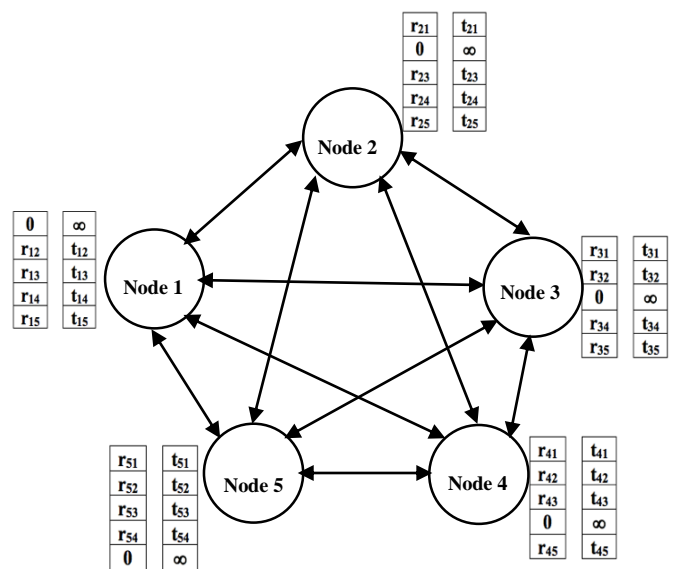 r21 t21
0 ∞
r23 t23
r24 t24
r25 t25
Node 2
0 ∞
r12 t12
r13 t13
r14 t14
r15 t15
Node 1
Node 3
r31 t31
r32 t32
0 ∞
r34 t34
r35 t35
r51 t51
r52 t52
r53 t53
r54 t54
0 ∞
Node 5
Node 4
r41 t41
r42 t42
r43 t43
0 ∞
r45 t45